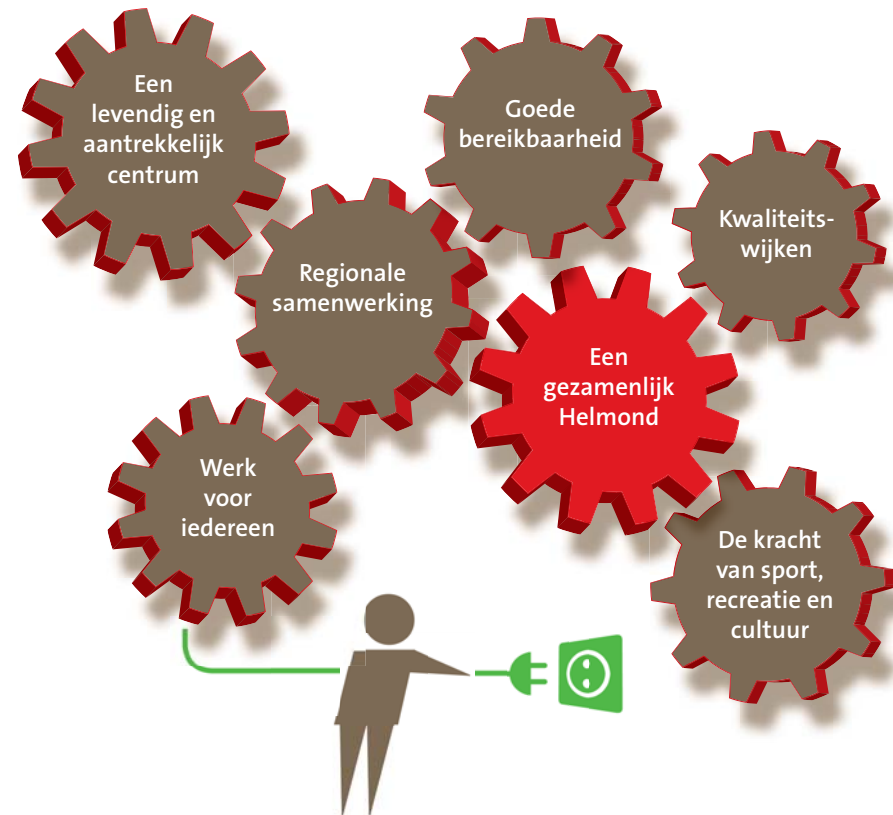 Een
levendig en
aantrekkelijk
centrum
Goede
bereikbaarheid
Kwaliteits-
wijken
Regionale
samenwerking
Een
gezamenlijk
Helmond
Werk
voor
iedereen
De kracht
van sport,
recreatie en
cultuur